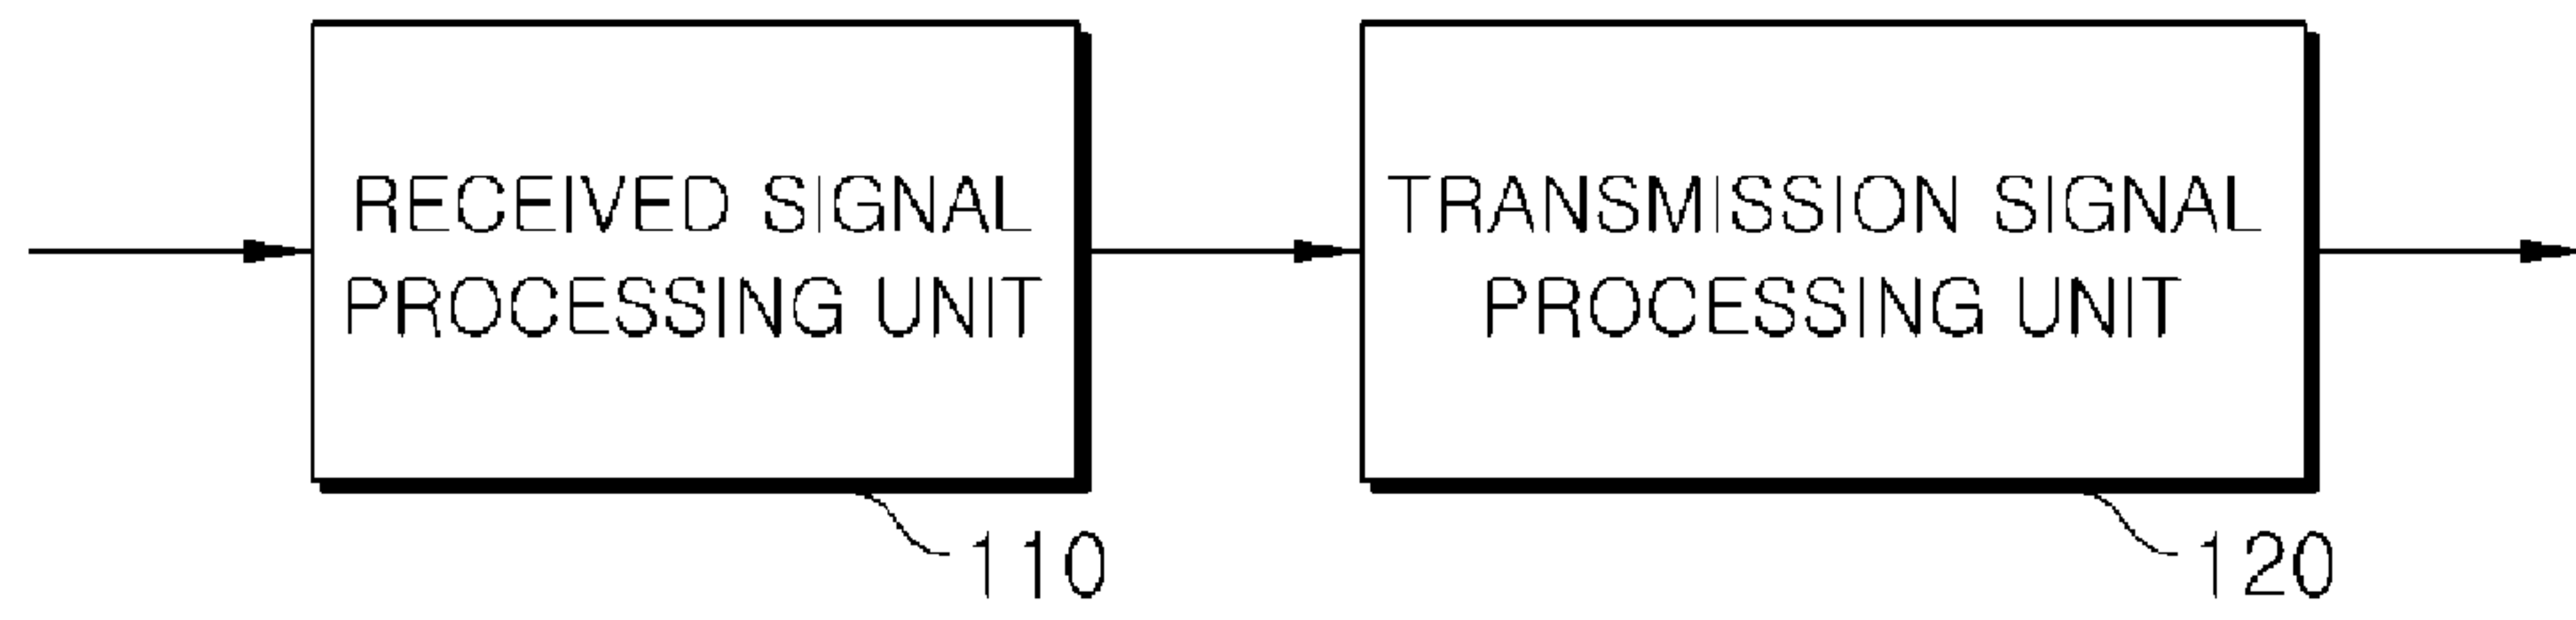 RECEIVED SIGNAL
PROCESSING UNIT
110
TRANSMISSION SIGNAL
PROCESSING UNIT
120